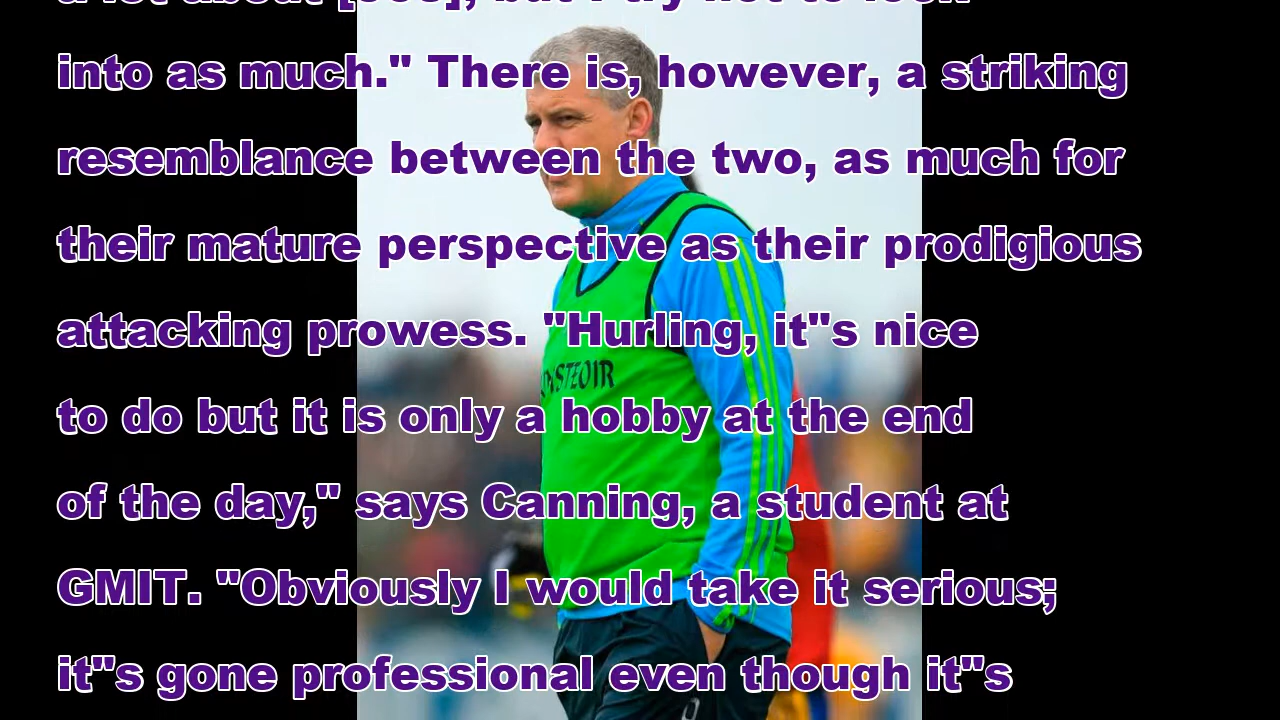 into as much." There is, however, a striking
resemblance between the two, as much for
their mature perspective as their prodigious
attacking prowess. "Hurling, it"s nice
to do but it is only a hobby at the end
of the day," says Canning, a student at
GMIT. "Obviously I would take it serious;
it"s gone professional even though it"s